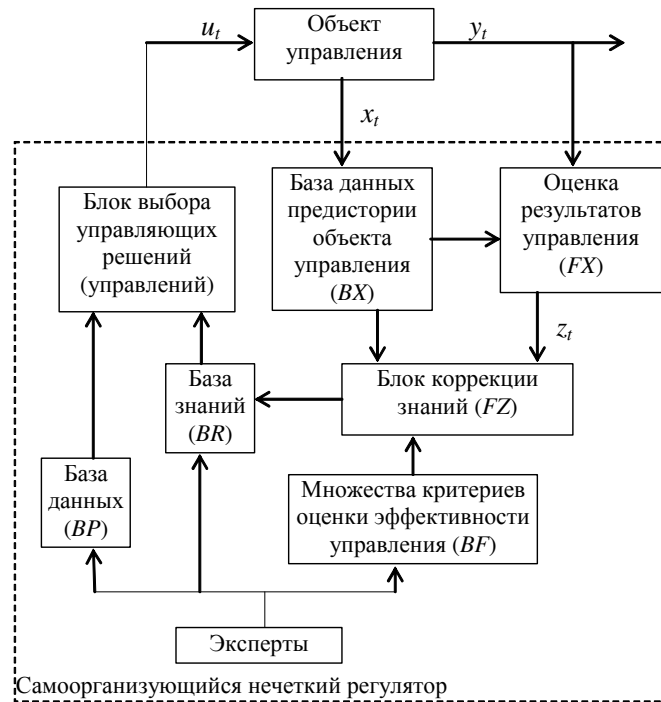 u_t
Объект
управления
y_t
x_t
Блок выбора
управляющих
решений
(управлений)
База данных
предистории
объекта
управления
(BX)
Оценка
результатов
управления
(FX)
z_t
База
знаний
(BR)
Блок коррекции
знаний (FZ)
База
данных
(BP)
Множества критериев
оценки эффективности
управления (BF)
Эксперты
Самоорганизующийся нечеткий регулятор